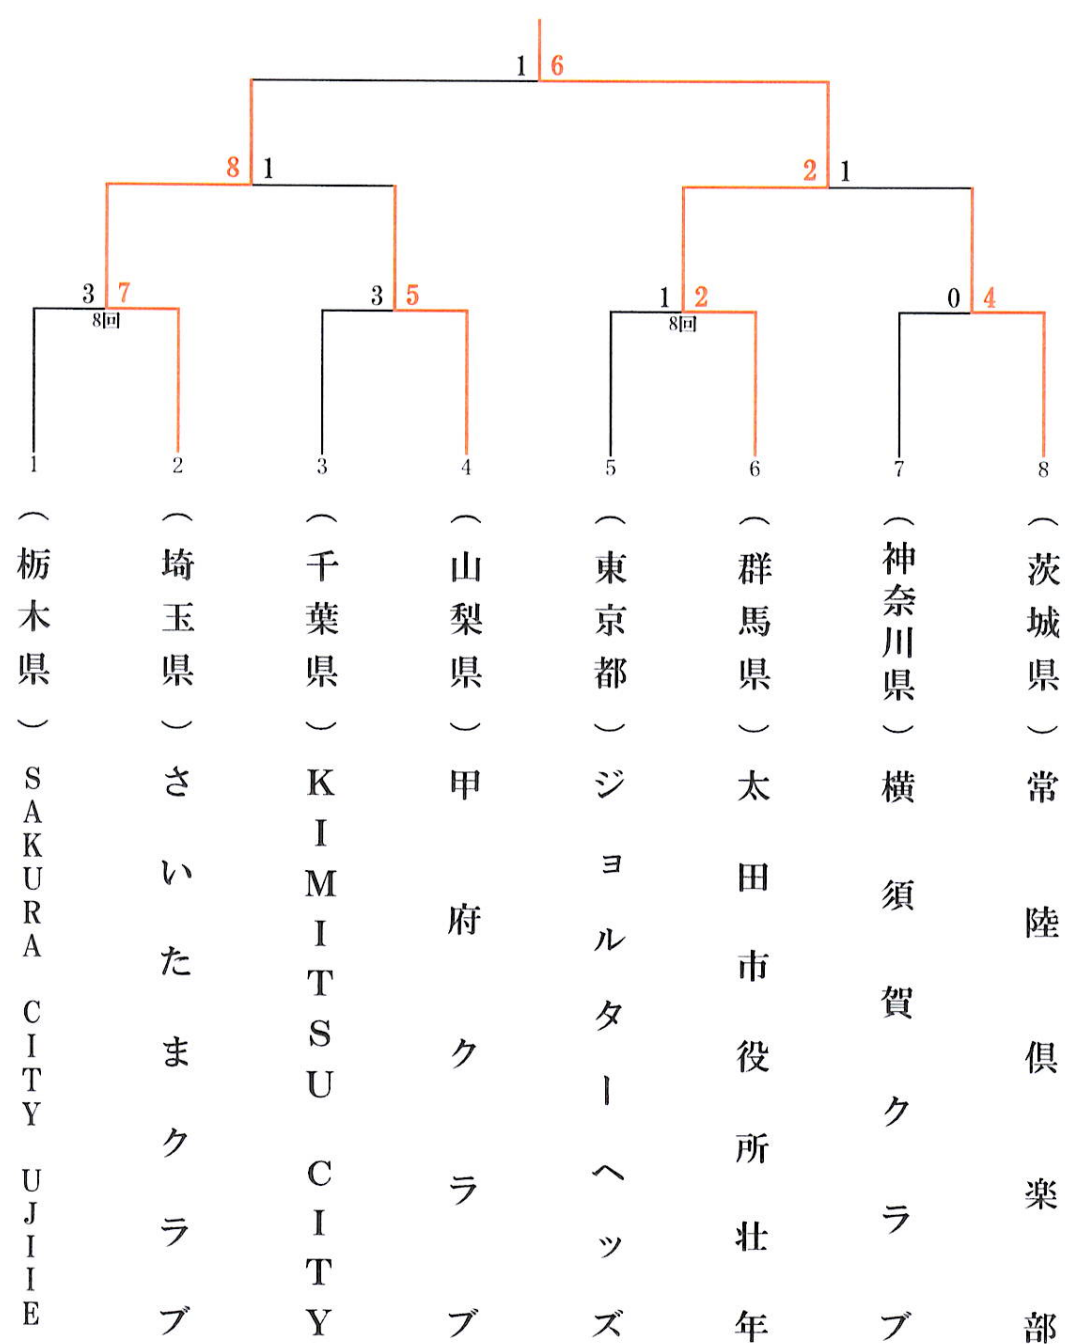 1 6
8 1
2 1
3 7
8回
3 5
1 2
8回
0 4
1
2
3
4
5
6
7
8
（栃木県）SAKURA CITY UJIIE
（埼玉県）さいたまクラブ
（千葉県）KIMITSU CITY
（山梨県）甲府クラブ
（東京都）ジョルターヘッズ
（群馬県）太田市役所壮年
（神奈川県）横須賀クラブ
（茨城県）常陸倶楽部